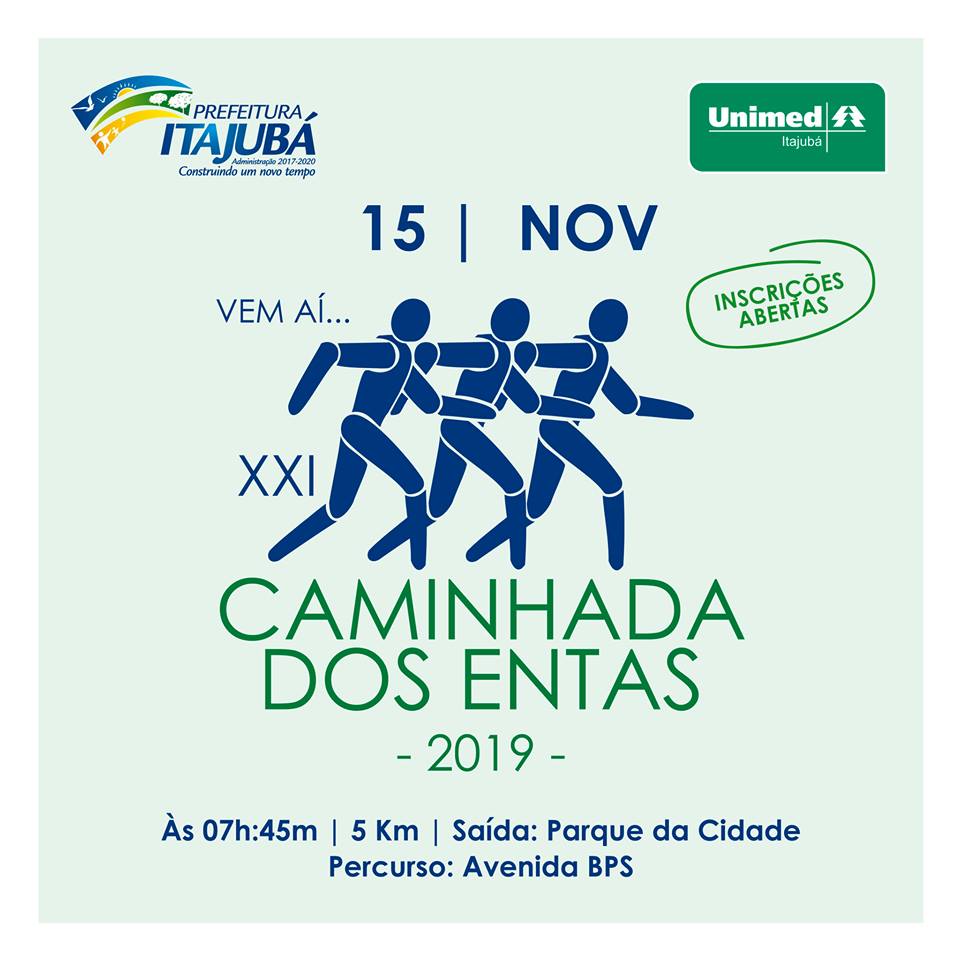 PREFEITURA
ITAJUBÁ
Administração 2017-2020
Construindo um novo tempo
Unimed
Itajubá
15 | NOV
VEM AÍ...
INSCRIÇÕES
ABERTAS
XXI
CAMINHADA
DOS ENTAS
- 2019 -
Às 07h:45m | 5 Km | Saída: Parque da Cidade
Percurso: Avenida BPS